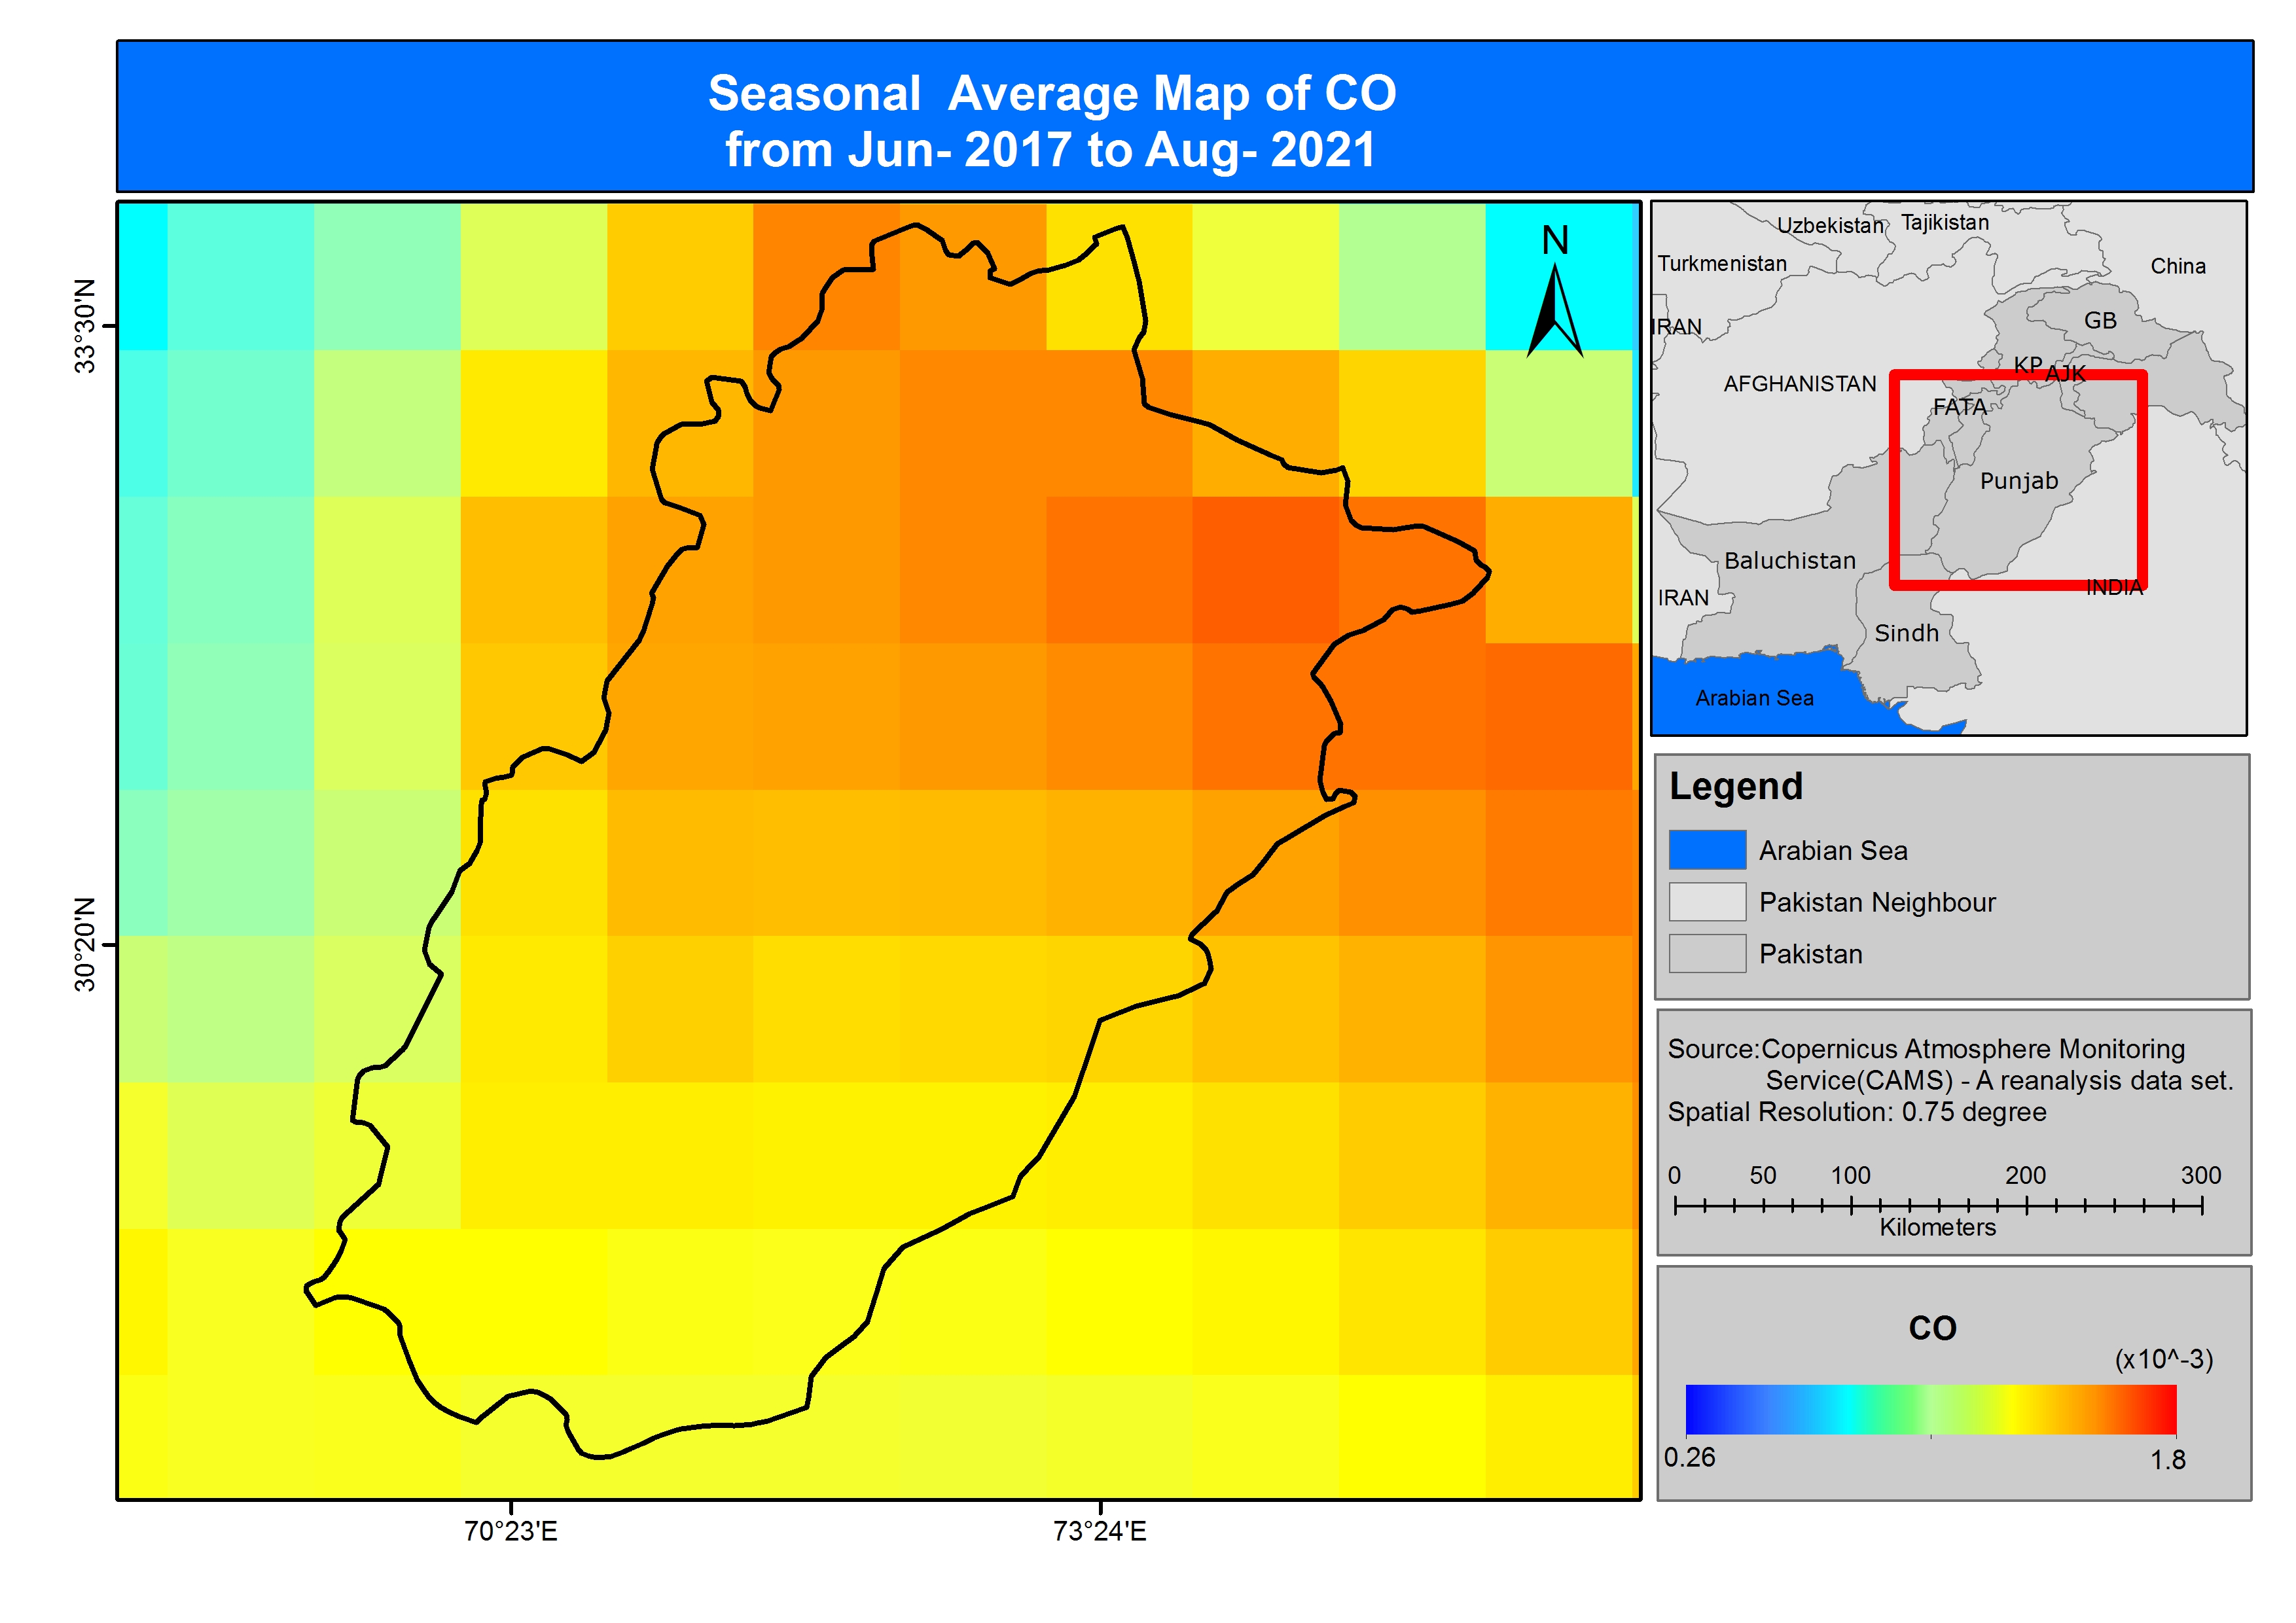 Seasonal  Average Map of CO
from Jun- 2017 to Aug- 2021
33°30'N
30°20'N
70°23'E
73°24'E
N
Uzbekistan
Tajikistan
Turkmenistan
China
IRAN
GB
KP
AJK
AFGHANISTAN
FATA
Punjab
Baluchistan
INDIA
IRAN
Sindh
Arabian Sea
Legend
Arabian Sea
Pakistan Neighbour
Pakistan
Source:Copernicus Atmosphere Monitoring
Service(CAMS) - A reanalysis data set.
Spatial Resolution: 0.75 degree
0 50 100 200 300
Kilometers
CO
(x10^-3)
0.26
1.8